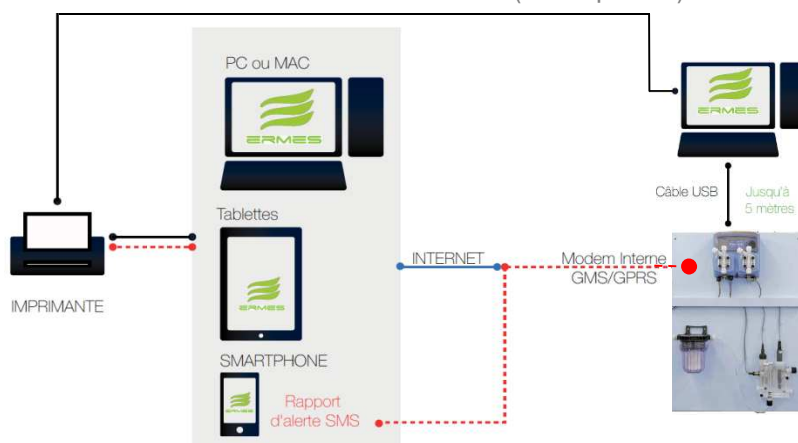 PC ou MAC
ERMES
ERMES
Câble USB
Jusqu'à
5 mètres
Tablettes
ERMES
INTERNET
Modem Interne
GMS/GPRS
IMPRIMANTE
SMARTPHONE
ERMES
Rapport
d'alerte SMS